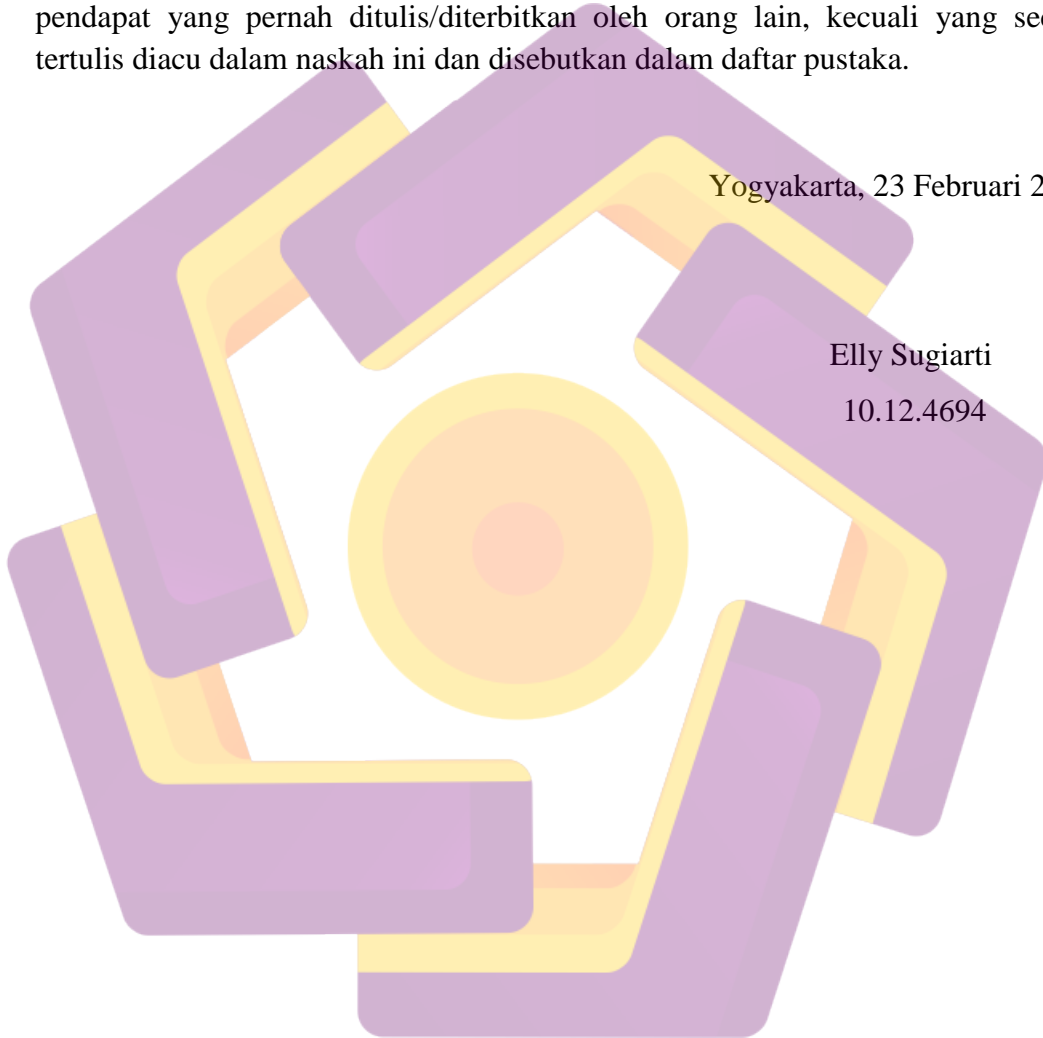 pendapat yang pernah ditulis/diterbitkan oleh orang lain, kecuali yang
tertulis diacu dalam naskah ini dan disebutkan dalam daftar pustaka.
Yogyakarta, 23 Februari
Elly Sugiarti
10.12.4694